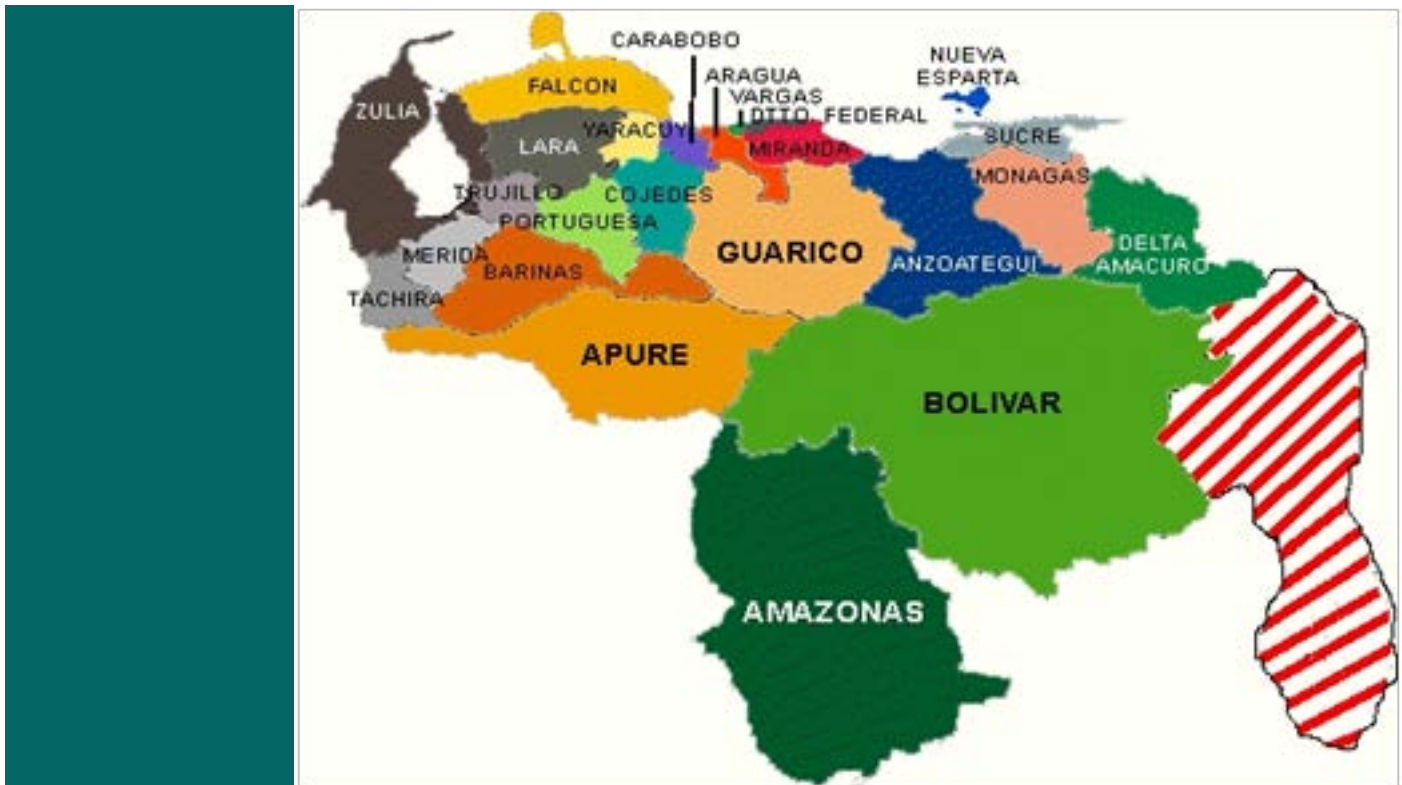 CARABOBO
NUEVA
ESPARTA
ARAGUA
FALCON
VARGAS
ZULIA
DTTO. FEDERAL
YARACUY
SUCRE
LARA
MIRANDA
MONAGAS
TRUJILLO
COJEDES
PORTUGUESA
DELTA
AMACURO
MERIDA
GUARICO
ANZOATEGUI
BARINAS
TACHIRA
APURE
BOLIVAR
AMAZONAS